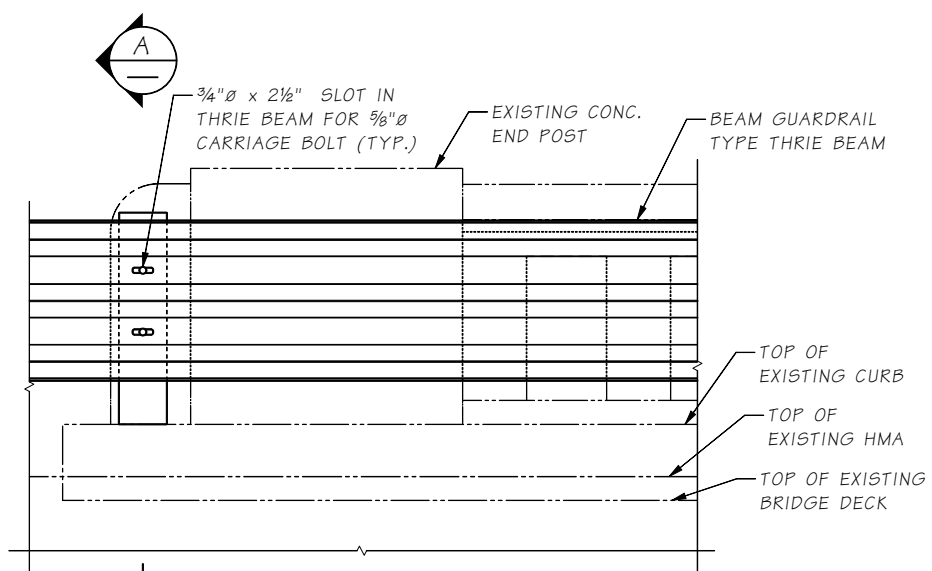 A
¾"ø x 2½" SLOT IN
THRIE BEAM FOR ⅝"ø
CARRIAGE BOLT (TYP.)
EXISTING CONC.
END POST
BEAM GUARDRAIL
TYPE THRIE BEAM
TOP OF
EXISTING CURB
TOP OF
EXISTING HMA
TOP OF EXISTING
BRIDGE DECK